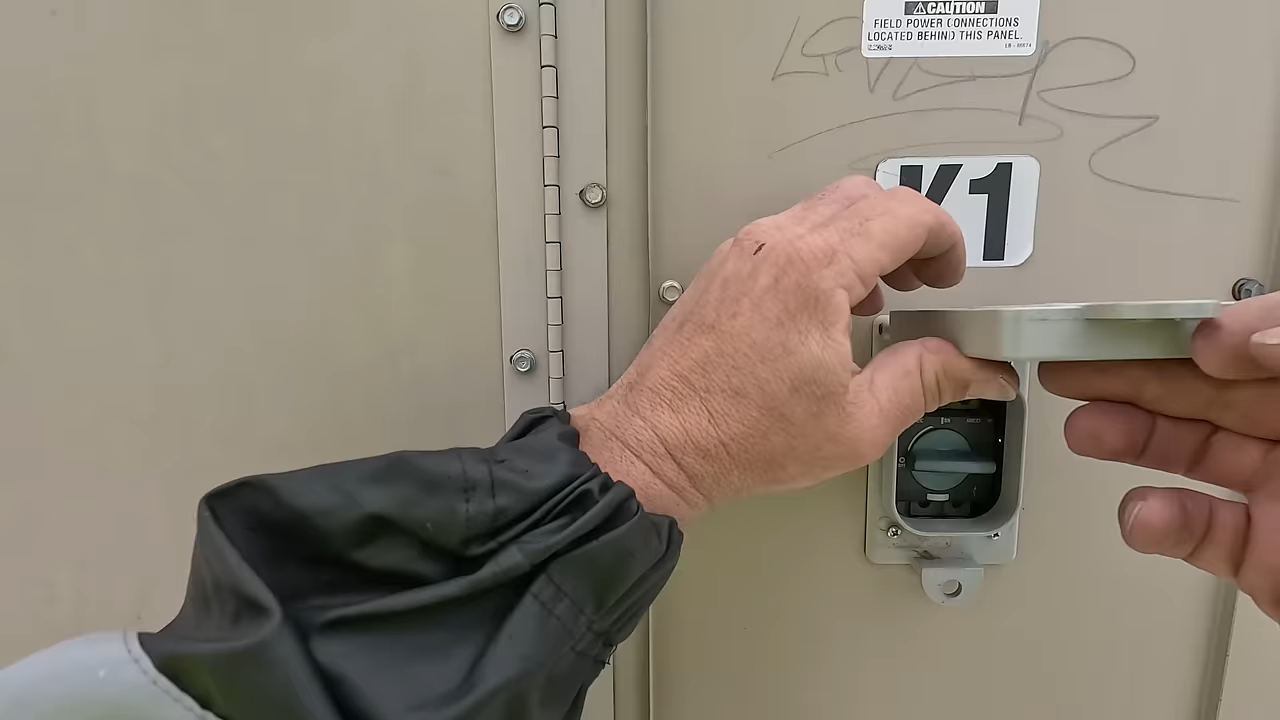 ⚠CAUTION
FIELD POWER CONNECTIONS
LOCATED BEHIND THIS PANEL.
K1